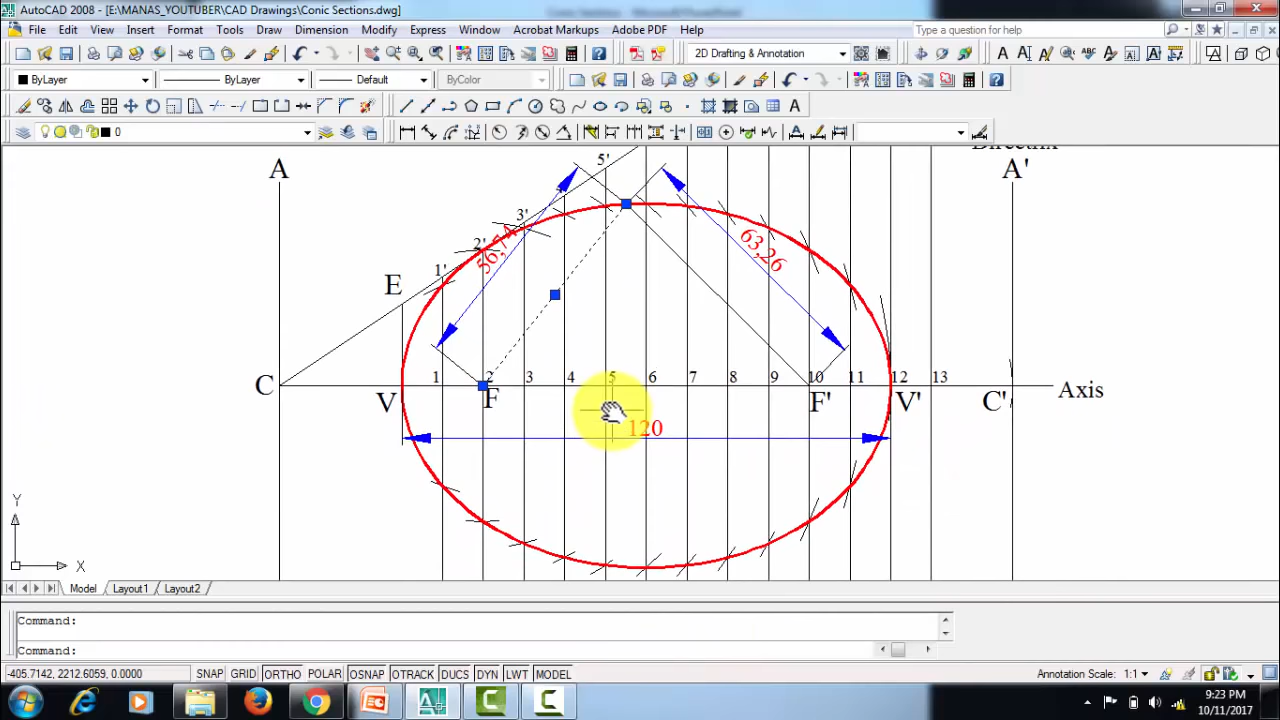 AutoCAD 2008 - [E:\MANAS_YOUTUBER\CAD Drawings\Conic Sections.dwg]
File Edit View Insert Format Tools Draw Dimension Modify Express Window Acrobat Markups Adobe PDF Help Type a question for help
2D Drafting & Annotation
ByLayer ByLayer Default ByColor
0
Directrix
A 5' A'
3'
2'
1'
56,74 63,26
E
C 1 2 3 4 5 6 7 8 9 10 11 12 13 Axis
V F F' V' C'
120
Y
X
Model Layout1 Layout2
Command:
Command:
-405.7142, 2212.6059, 0.0000 SNAP GRID ORTHO POLAR OSNAP OTRACK DUCS DYN LWT MODEL Annotation Scale: 1:1
9:23 PM
10/11/2017